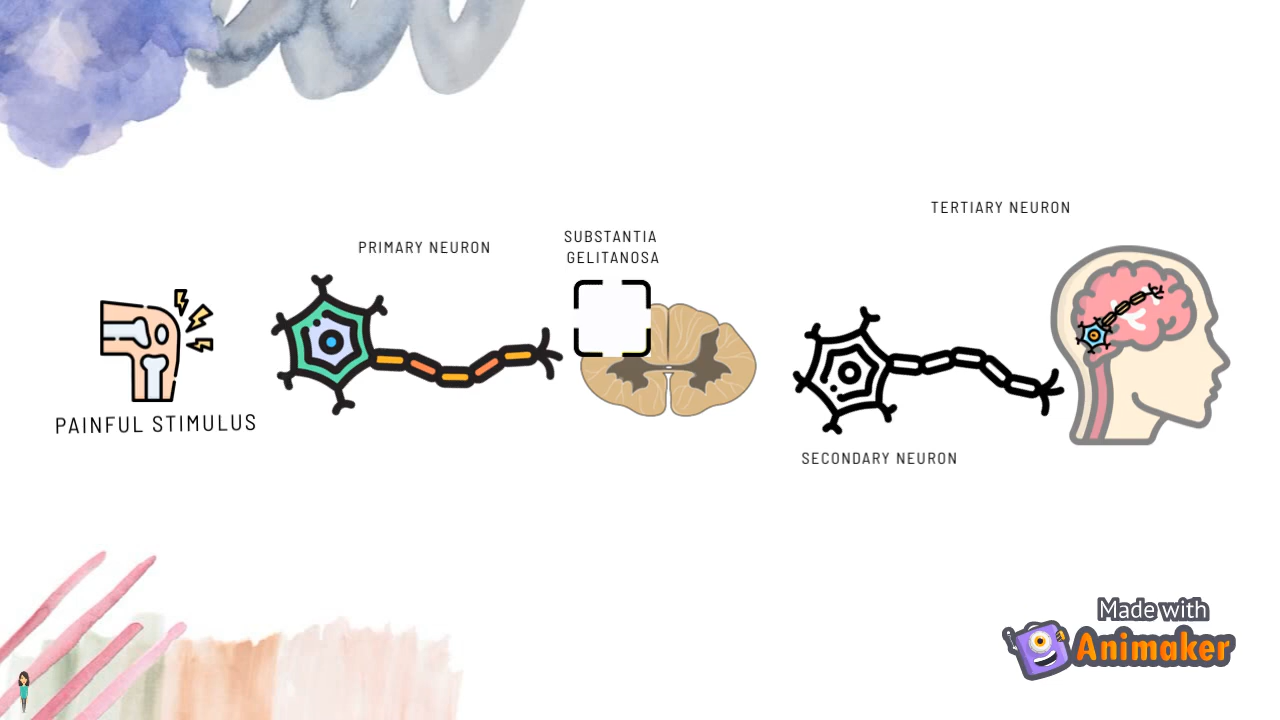 TERTIARY NEURON
PRIMARY NEURON
SUBSTANTIA
GELITANOSA
PAINFUL STIMULUS
SECONDARY NEURON
Made with
Animaker